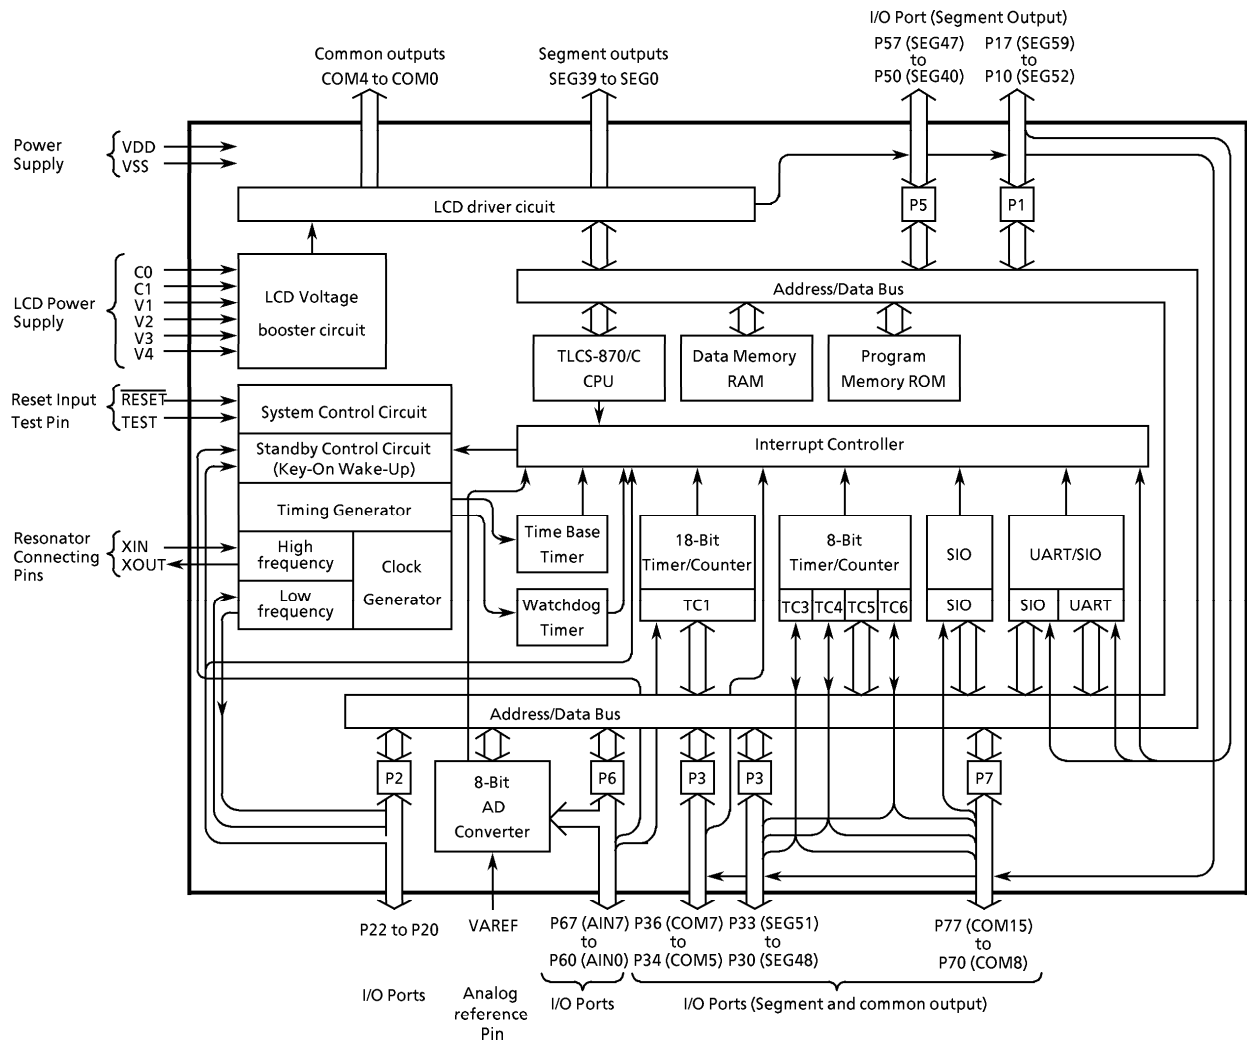 I/O Port (Segment Output)
P57 (SEG47)
to
P50 (SEG40)
P17 (SEG59)
to
P10 (SEG52)
Common outputs
COM4 to COM0
Segment outputs
SEG39 to SEG0
Power
Supply
VDD
VSS
LCD driver cicuit
P5
P1
LCD Power
Supply
C0
C1
V1
V2
V3
V4
LCD Voltage
booster circuit
Address/Data Bus
TLCS-870/C
CPU
Data Memory
RAM
Program
Memory ROM
Reset Input
Test Pin
RESET
TEST
System Control Circuit
Standby Control Circuit
(Key-On Wake-Up)
Interrupt Controller
Timing Generator
Resonator
Connecting
Pins
XIN
XOUT
High
frequency
Low
frequency
Clock
Generator
Time Base
Timer
Watchdog
Timer
18-Bit
Timer/Counter
TC1
8-Bit
Timer/Counter
TC3
TC4
TC5
TC6
SIO
SIO
UART/SIO
SIO
UART
Address/Data Bus
P2
8-Bit
AD
Converter
P6
P3
P3
P7
P22 to P20
VAREF
P67 (AIN7)
to
P60 (AIN0)
P36 (COM7)
to
P34 (COM5)
P33 (SEG51)
to
P30 (SEG48)
P77 (COM15)
to
P70 (COM8)
I/O Ports
Analog
reference
Pin
I/O Ports
I/O Ports (Segment and common output)